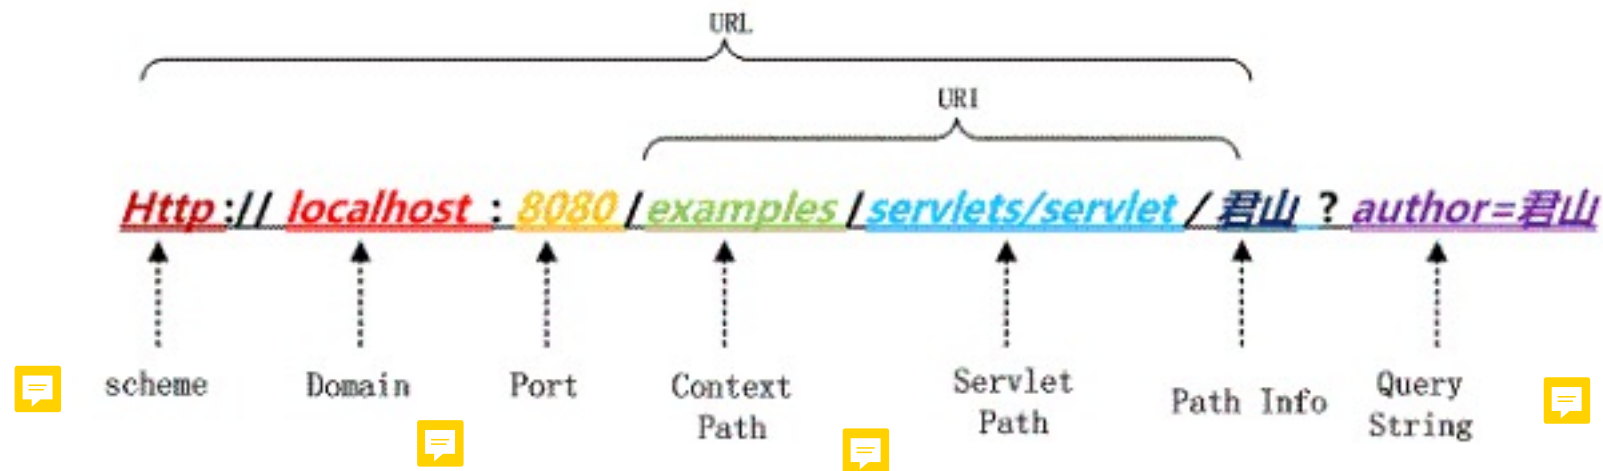 URL
URI
Http:// localhost : 8080 /examples /servlets/servlet / 君山 ? author=君山
scheme
Domain
Port
Context
Path
Servlet
Path
Path Info
Query
String